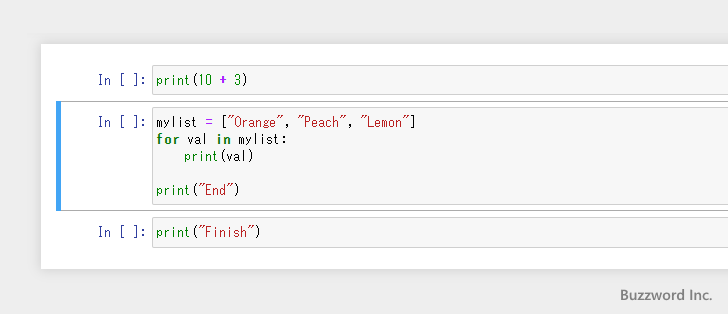 In [ ]: print(10 + 3)
In [ ]: mylist = ["Orange", "Peach", "Lemon"]
for val in mylist:
    print(val)
print("End")
In [ ]: print("Finish")
Buzzword Inc.